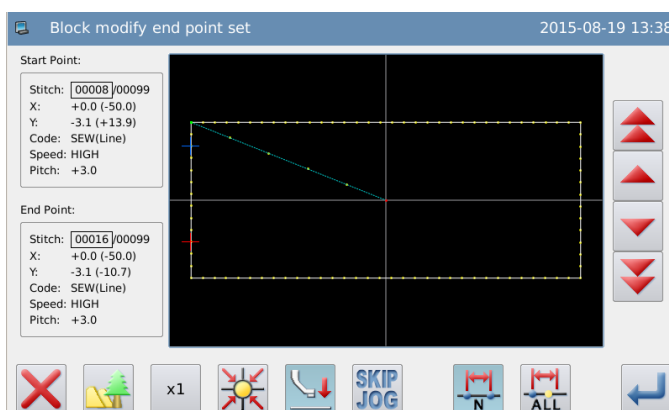 Block modify end point set 2015-08-19 13:38
Start Point:
Stitch: 00008 /00099
X: +0.0 (-50.0)
Y: -3.1 (+13.9)
Code: SEW(Line)
Speed: HIGH
Pitch: +3.0
End Point:
Stitch: 00016 /00099
X: +0.0 (-50.0)
Y: -3.1 (-10.7)
Code: SEW(Line)
Speed: HIGH
Pitch: +3.0
x1
SKIP
JOG
N
ALL